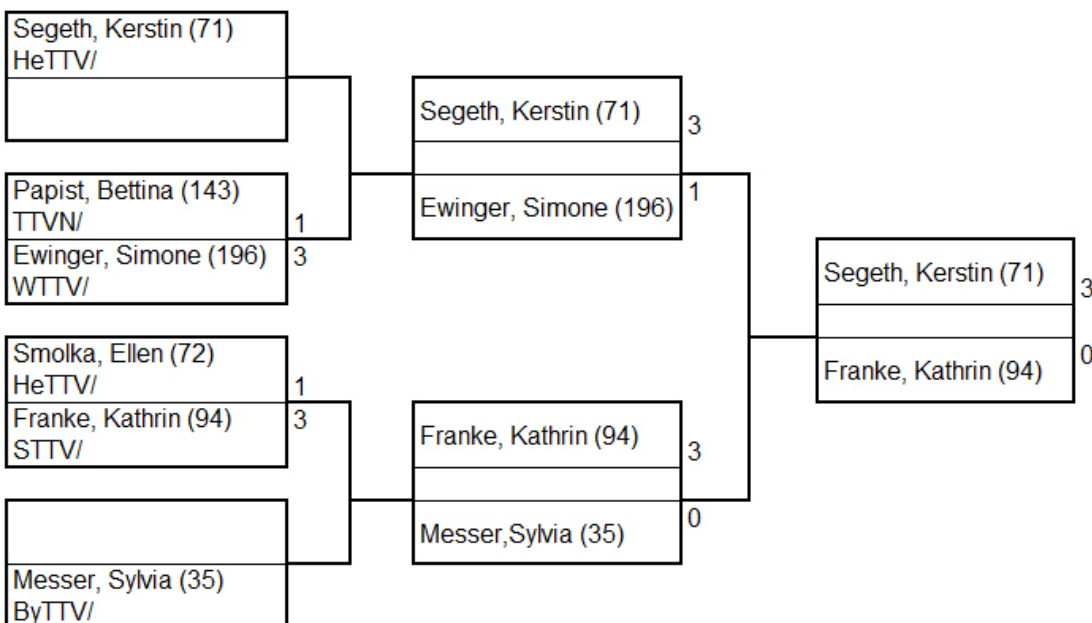 Segeth, Kerstin (71)
HeTTV/
Papist, Bettina (143)
TTVN/
1
Ewinger, Simone (196)
WTTV/
3
Smolka, Ellen (72)
HeTTV/
1
Franke, Kathrin (94)
STTV/
3
Messer, Sylvia (35)
ByTTV/
Segeth, Kerstin (71)
3
Ewinger, Simone (196)
1
Franke, Kathrin (94)
3
Messer,Sylvia (35)
0
Segeth, Kerstin (71)
3
Franke, Kathrin (94)
0